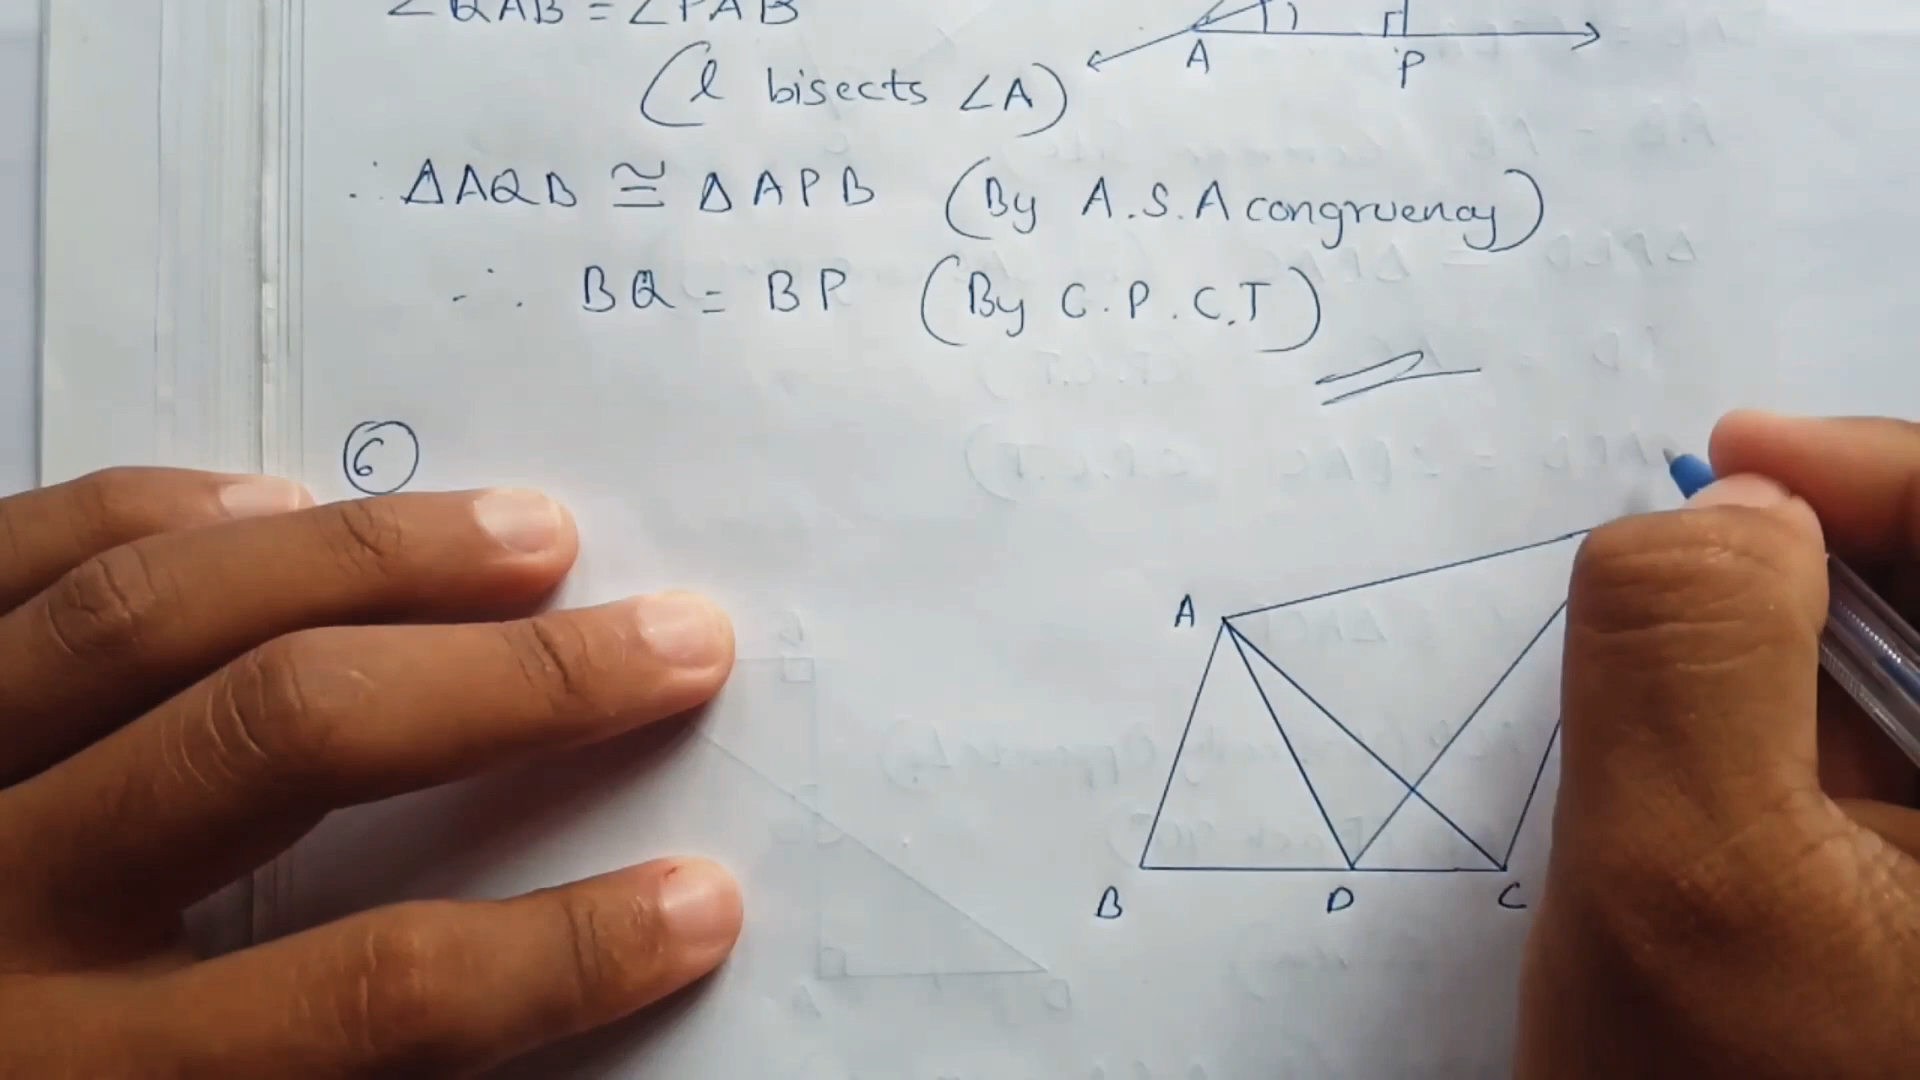 ∠QAB = ∠PAB
(l bisects ∠A)
A
P
∴ ΔAQB ≅ ΔAPB (By A.S.A congruency)
∴ BQ = BP (By C.P.C.T)
6
A
B
D
C